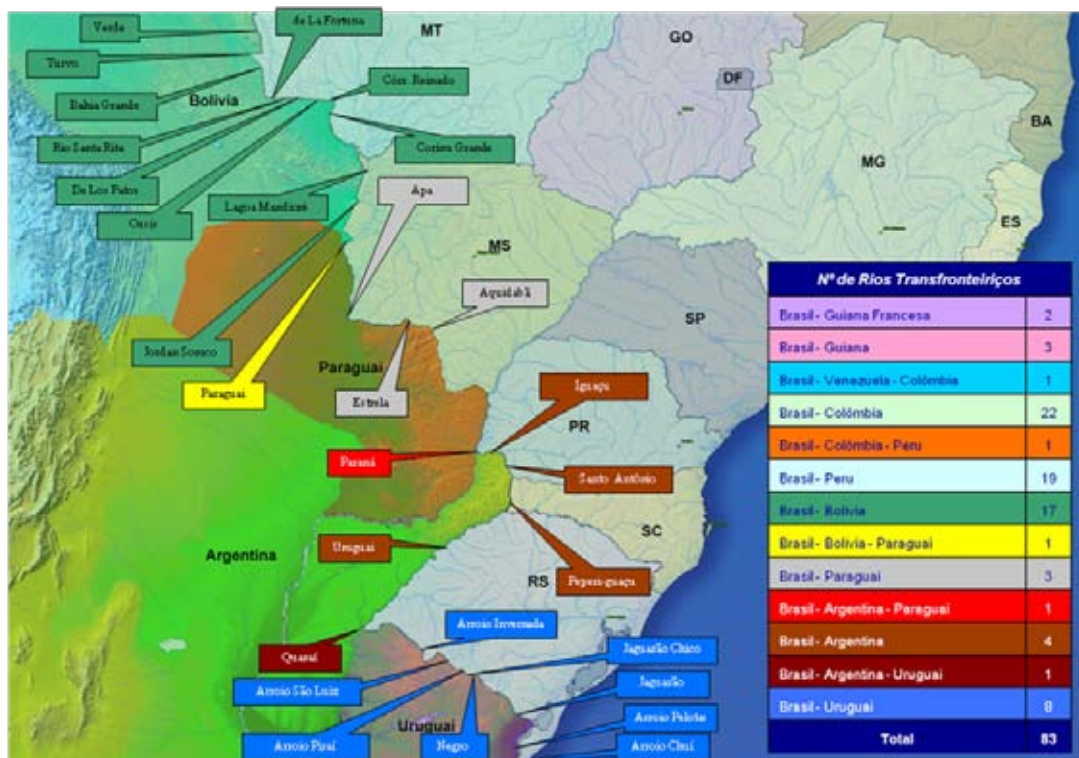 de La Fortuna
Verde
MT
GO
Turvo
Córr. Reinado
DF
Bahia Grande
Bolívia
BA
Rio Santa Rita
Corixa Grande
MG
De Los Patos
Apa
Lagoa Mandioré
ES
MS
Nº de Rios Transfronteiriços
Aquidabã
Brasil - Guiana Francesa 2
SP
Brasil - Guiana 3
Jordan Soruco
Paraguai
Brasil - Venezuela - Colômbia 1
Paraguai
Iguaçu
Estrela
Brasil - Colômbia 22
PR
Brasil - Colômbia - Peru 1
Paraná
Santo Antônio
Brasil - Peru 19
Brasil - Bolívia 17
SC
Brasil - Bolívia - Paraguai 1
Uruguai
Argentina
Brasil - Paraguai 3
RS
Peperi-guaçu
Brasil - Argentina - Paraguai 1
Arroio Invernada
Brasil - Argentina 4
Quaraí
Jaguarão Chico
Brasil - Argentina - Uruguai 1
Arroio São Luiz
Jaguarão
Brasil - Uruguai 8
Uruguai
Arroio Pelotas
Total 83
Arroio Piraí
Negro
Arroio Chuí